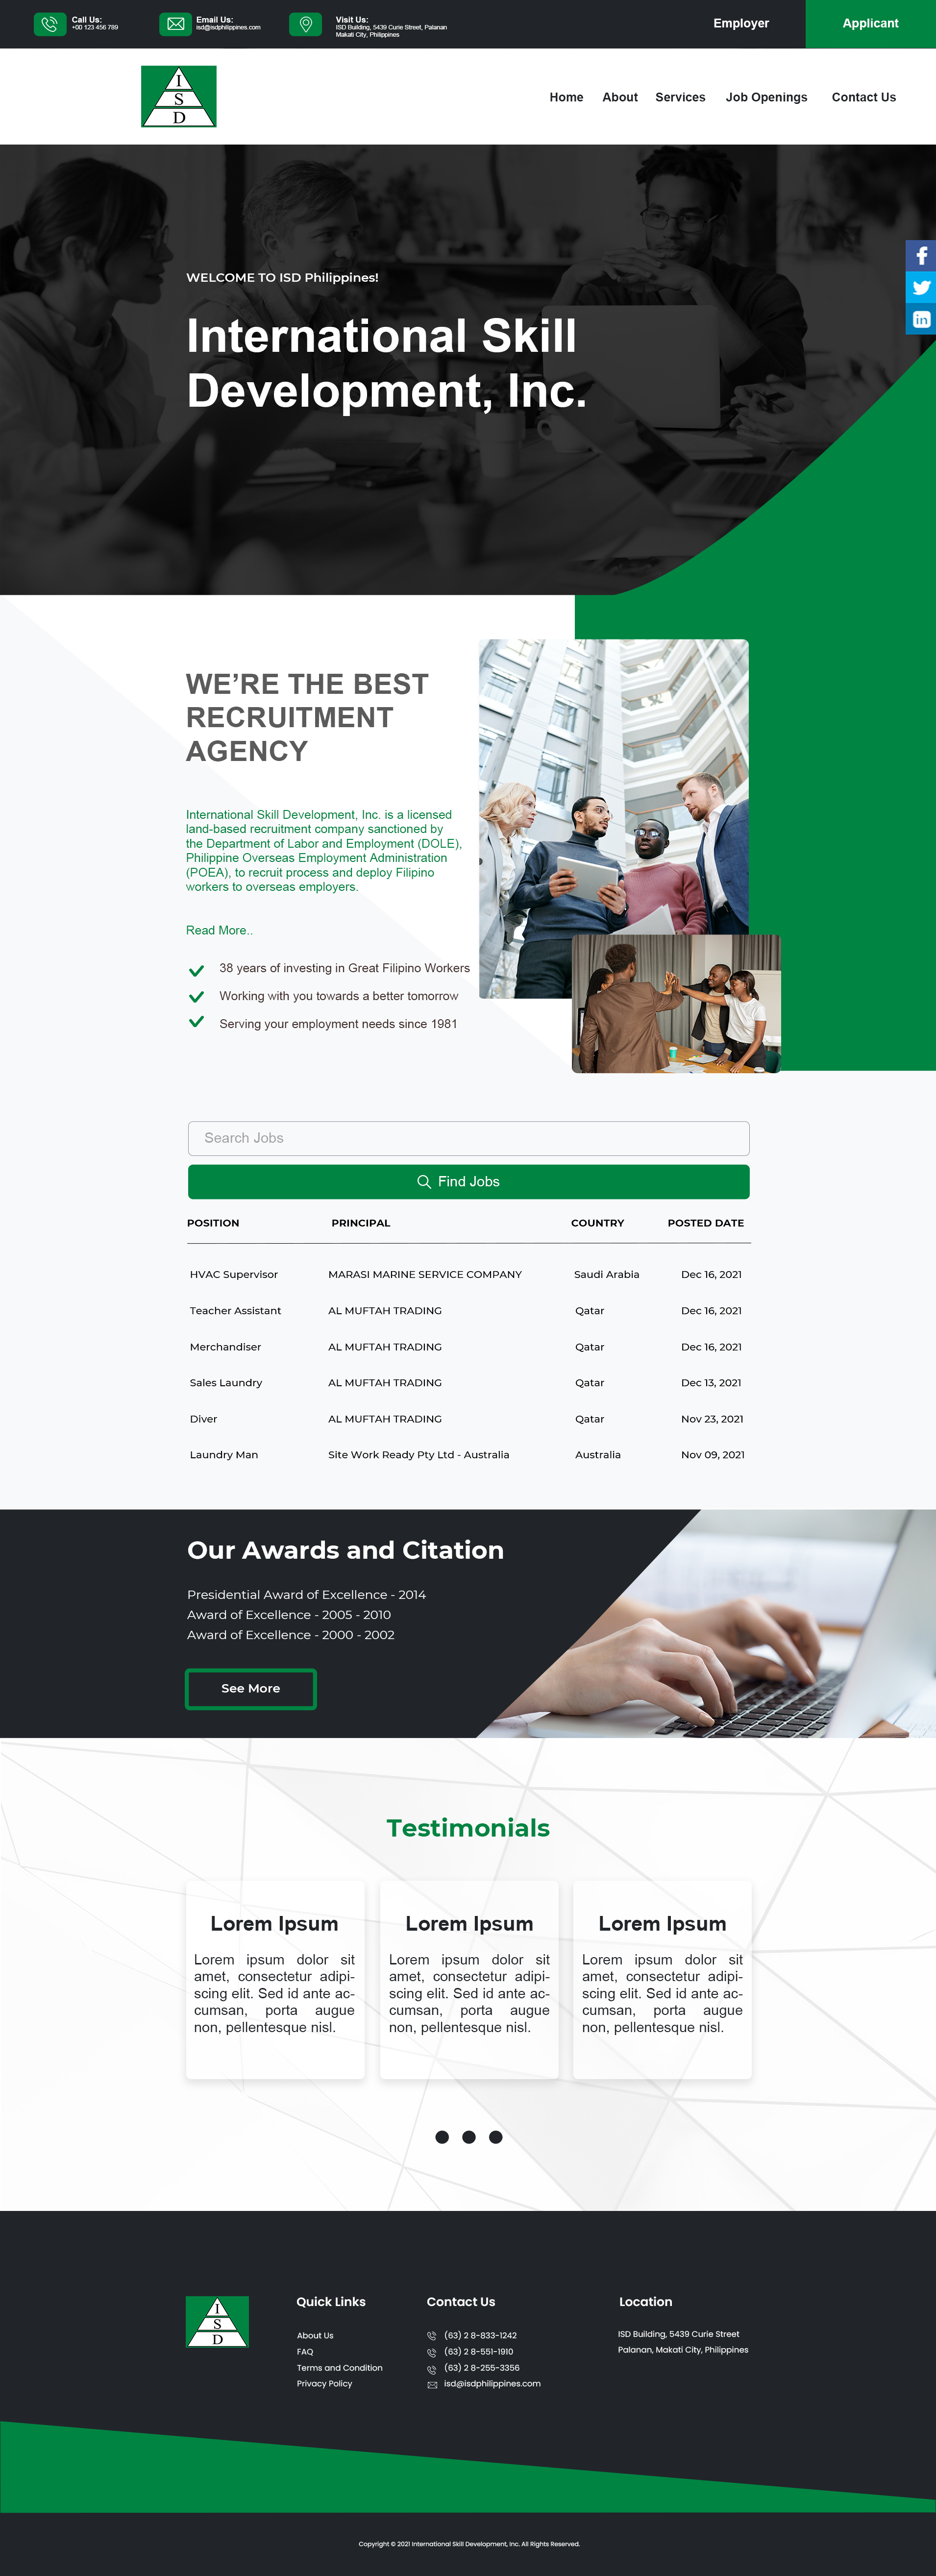 Call Us:
+00 123 456 789
Email Us:
isd@isdphilippines.com
Visit Us:
ISD Building, 5439 Curie Street, Palanan
Makati City, Philippines
Employer
Applicant
I
S
D
Home About Services Job Openings Contact Us
WELCOME TO ISD Philippines!
International Skill
Development, Inc.
WE’RE THE BEST
RECRUITMENT
AGENCY
International Skill Development, Inc. is a licensed
land-based recruitment company sanctioned by
the Department of Labor and Employment (DOLE),
Philippine Overseas Employment Administration
(POEA), to recruit process and deploy Filipino
workers to overseas employers.
Read More..
38 years of investing in Great Filipino Workers
Working with you towards a better tomorrow
Serving your employment needs since 1981
Search Jobs
Find Jobs
POSITION PRINCIPAL COUNTRY POSTED DATE
HVAC Supervisor MARASI MARINE SERVICE COMPANY Saudi Arabia Dec 16, 2021
Teacher Assistant AL MUFTAH TRADING Qatar Dec 16, 2021
Merchandiser AL MUFTAH TRADING Qatar Dec 16, 2021
Sales Laundry AL MUFTAH TRADING Qatar Dec 13, 2021
Diver AL MUFTAH TRADING Qatar Nov 23, 2021
Laundry Man Site Work Ready Pty Ltd - Australia Australia Nov 09, 2021
Our Awards and Citation
Presidential Award of Excellence - 2014
Award of Excellence - 2005 - 2010
Award of Excellence - 2000 - 2002
See More
Testimonials
Lorem Ipsum
Lorem ipsum dolor sit
amet, consectetur adipi-
scing elit. Sed id ante ac-
cumsan, porta augue
non, pellentesque nisl.
Lorem Ipsum
Lorem ipsum dolor sit
amet, consectetur adipi-
scing elit. Sed id ante ac-
cumsan, porta augue
non, pellentesque nisl.
Lorem Ipsum
Lorem ipsum dolor sit
amet, consectetur adipi-
scing elit. Sed id ante ac-
cumsan, porta augue
non, pellentesque nisl.
I
S
D
Quick Links
About Us
FAQ
Terms and Condition
Privacy Policy
Contact Us
(63) 2 8-833-1242
(63) 2 8-551-1910
(63) 2 8-255-3356
isd@isdphilippines.com
Location
ISD Building, 5439 Curie Street
Palanan, Makati City, Philippines
Copyright © 2021 International Skill Development, Inc. All Rights Reserved.